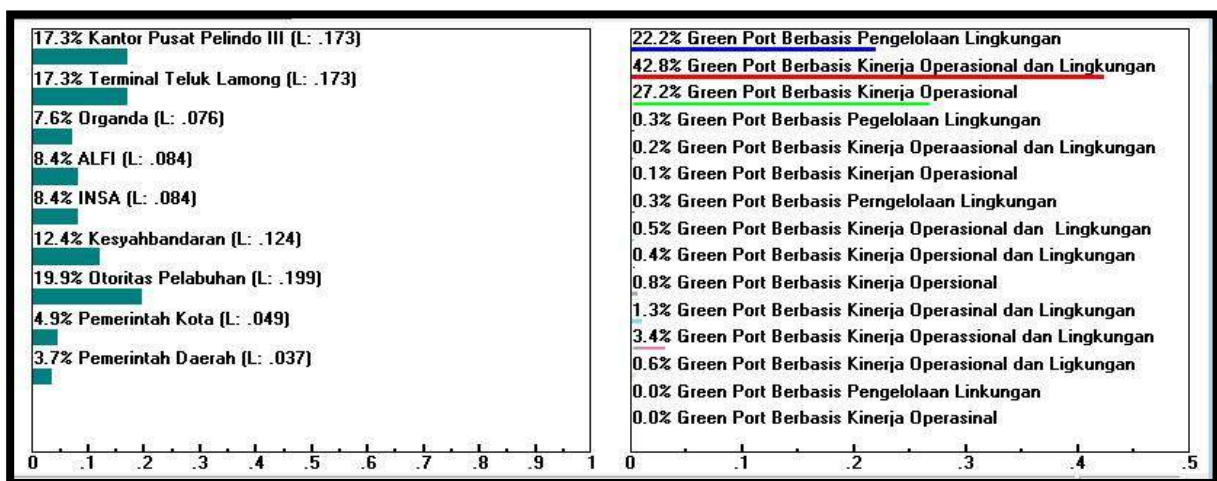 17.3% Kantor Pusat Pelindo III (L: .173)
17.3% Terminal Teluk Lamong (L: .173)
7.6% Organda (L: .076)
8.4% ALFI (L: .084)
8.4% INSA (L: .084)
12.4% Kesyahbandaran (L: .124)
19.9% Otoritas Pelabuhan (L: .199)
4.9% Pemerintah Kota (L: .049)
3.7% Pemerintah Daerah (L: .037)
0 .1 .2 .3 .4 .5 .6 .7 .8 .9 1
22.2% Green Port Berbasis Pengelolaan Lingkungan
42.8% Green Port Berbasis Kinerja Operasional dan Lingkungan
27.2% Green Port Berbasis Kinerja Operasional
0.3% Green Port Berbasis Pegelolaan Lingkungan
0.2% Green Port Berbasis Kinerja Operaasional dan Lingkungan
0.1% Green Port Berbasis Kinerjan Operasional
0.3% Green Port Berbasis Perngelolaan Lingkungan
0.5% Green Port Berbasis Kinerja Operasional dan  Lingkungan
0.4% Green Port Berbasis Kinerja Opersional dan Lingkungan
0.8% Green Port Berbasis Kinerja Opersional
1.3% Green Port Berbasis Kinerja Operasinal dan Lingkungan
3.4% Green Port Berbasis Kinerja Operassional dan Lingkungan
0.6% Green Port Berbasis Kinerja Operasional dan Ligkungan
0.0% Green Port Berbasis Pengelolaan Linkungan
0.0% Green Port Berbasis Kinerja Operasinal
0 .1 .2 .3 .4 .5